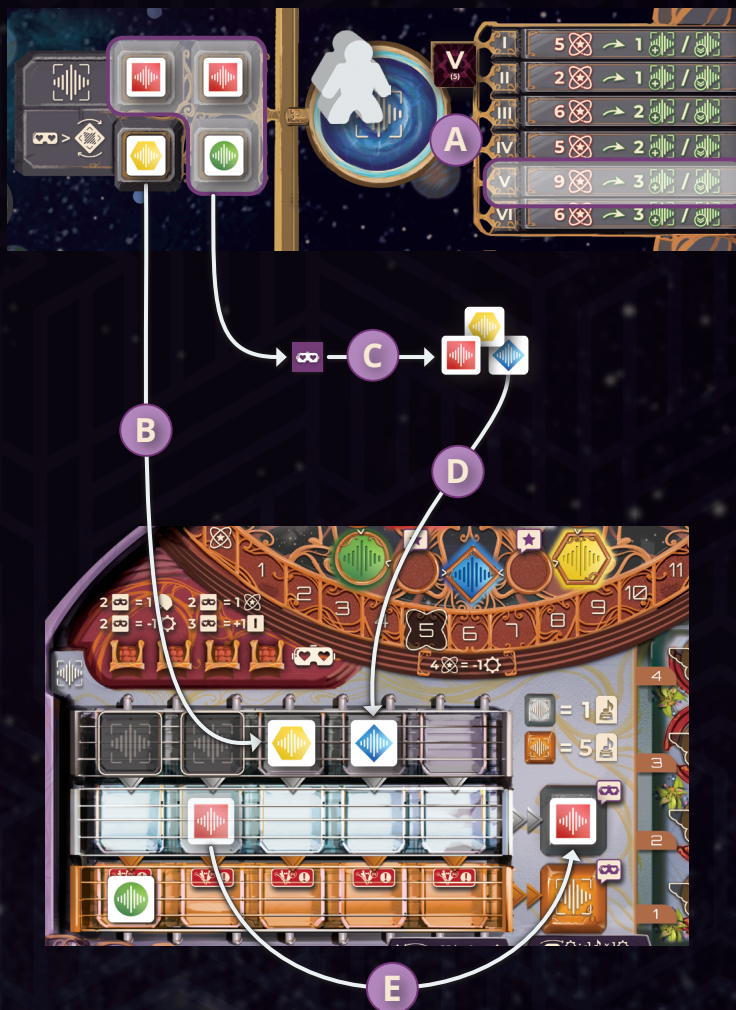 V
(5)
I 5 1 /
II 2 1 /
III 6 2 /
IV 5 2 /
V 9 3 /
VI 6 3 /
A
>
C
B
D
1 2 3 4 5 6 7 8 9 10 11
2 = 1 2 = 1
2 = -1 3 = +1
4 = -1
4
= 1
= 5
3
2
1
E